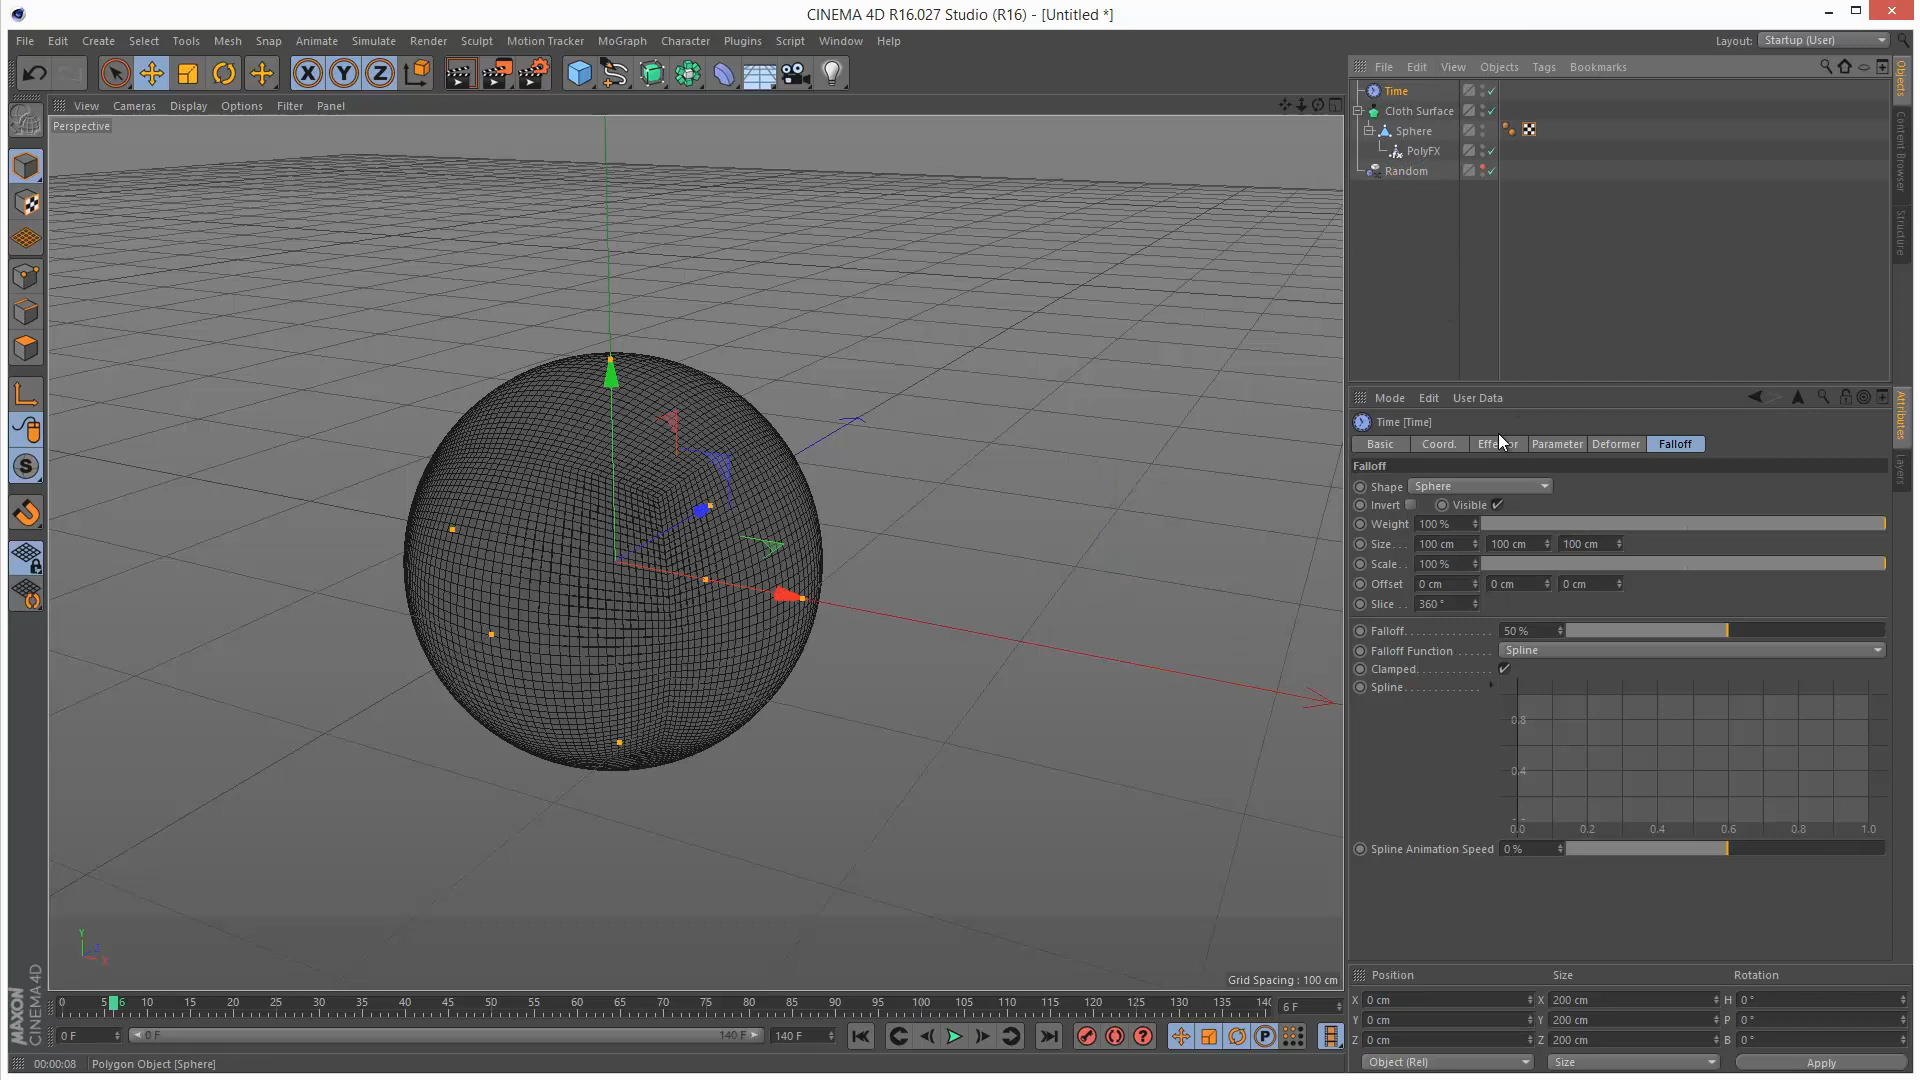 CINEMA 4D R16.027 Studio (R16) - [Untitled *]
File Edit Create Select Tools Mesh Snap Animate Simulate Render Sculpt Motion Tracker MoGraph Character Plugins Script Window Help
Layout: Startup (User)
File Edit View Objects Tags Bookmarks
View Cameras Display Options Filter Panel
Perspective
Time
Cloth Surface
Sphere
PolyFX
Random
Objects
Content Browser
Structure
Attributes
Layers
Mode Edit User Data
Time [Time]
Basic Coord. Effector Parameter Deformer Falloff
Falloff
Shape Sphere
Invert Visible
Weight 100 %
Size . . . 100 cm 100 cm 100 cm
Scale . . 100 %
Offset 0 cm 0 cm 0 cm
Slice . . . 360 °
Falloff. . . . . . . . . . . . . . 50 %
Falloff Function . . . . . . Spline
Clamped. . . . . . . . . . . .
Spline . . . . . . . . . . . . .
0.8
0.4
0.0 0.2 0.4 0.6 0.8 1.0
Spline Animation Speed 0 %
Y
Z
X
Grid Spacing : 100 cm
0 5 6 10 15 20 25 30 35 40 45 50 55 60 65 70 75 80 85 90 95 100 105 110 115 120 125 130 135 140
6 F
0 F 0 F 140 F 140 F
MAXON
CINEMA 4D
00:00:08 Polygon Object [Sphere]
Position Size Rotation
X 0 cm X 200 cm H 0 °
Y 0 cm Y 200 cm P 0 °
Z 0 cm Z 200 cm B 0 °
Object (Rel) Size Apply